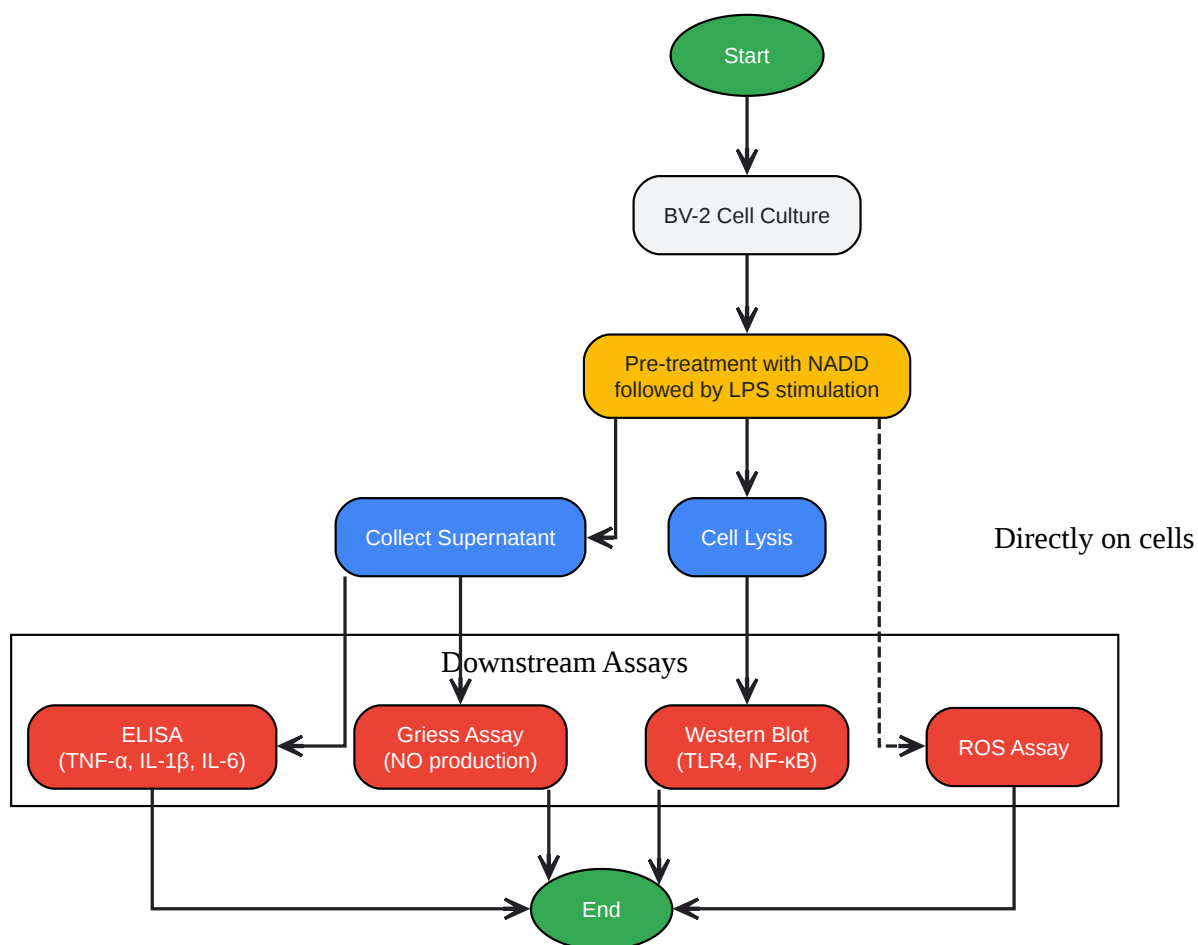 Start
BV-2 Cell Culture
Pre-treatment with NADD
followed by LPS stimulation
Collect Supernatant
Cell Lysis
Directly on cells
Downstream Assays
ELISA
(TNF-α, IL-1β, IL-6)
Griess Assay
(NO production)
Western Blot
(TLR4, NF-κB)
ROS Assay
End